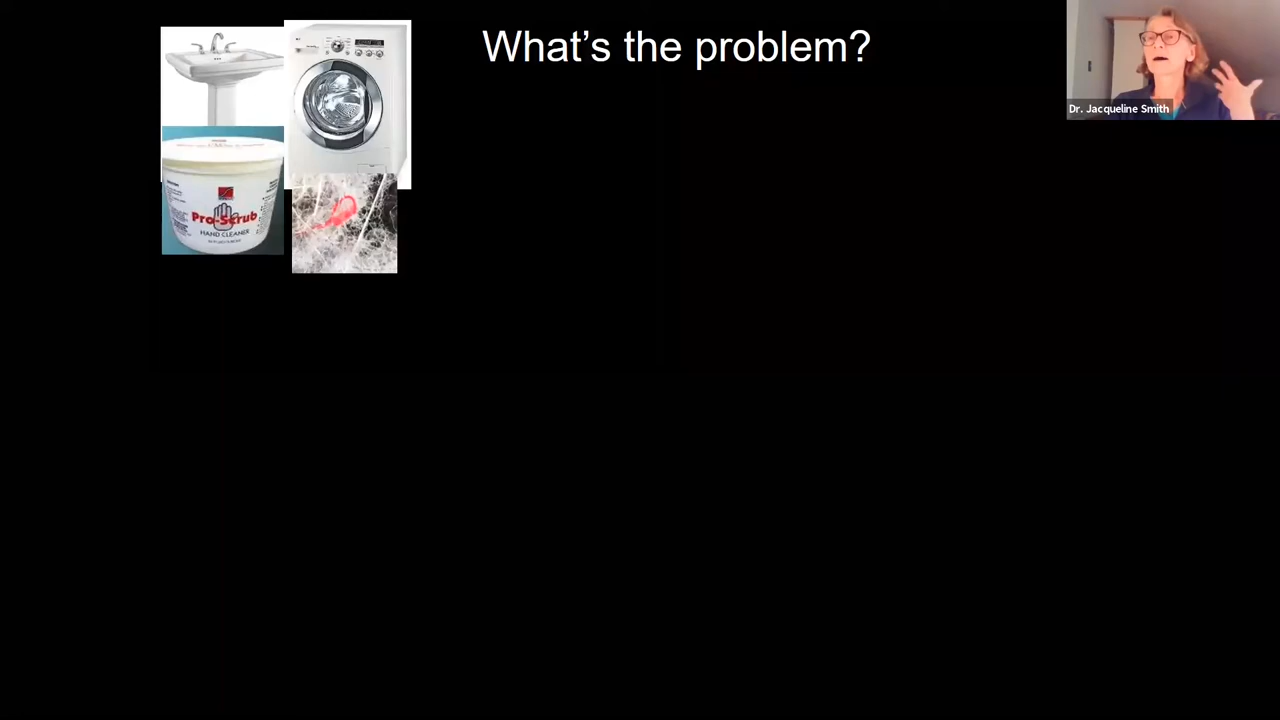 What's the problem?
Dr. Jacqueline Smith
Pro-Scrub
HAND CLEANER